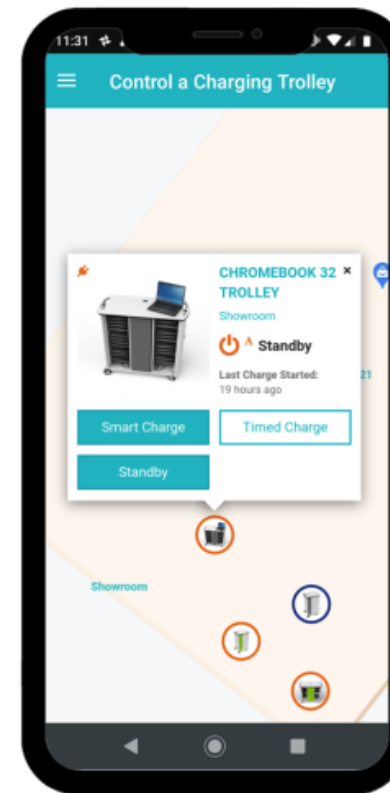 11:31
Control a Charging Trolley
CHROMEBOOK 32 ×
TROLLEY
Showroom
A Standby
Last Charge Started:
19 hours ago
21
Smart Charge
Timed Charge
Standby
Showroom